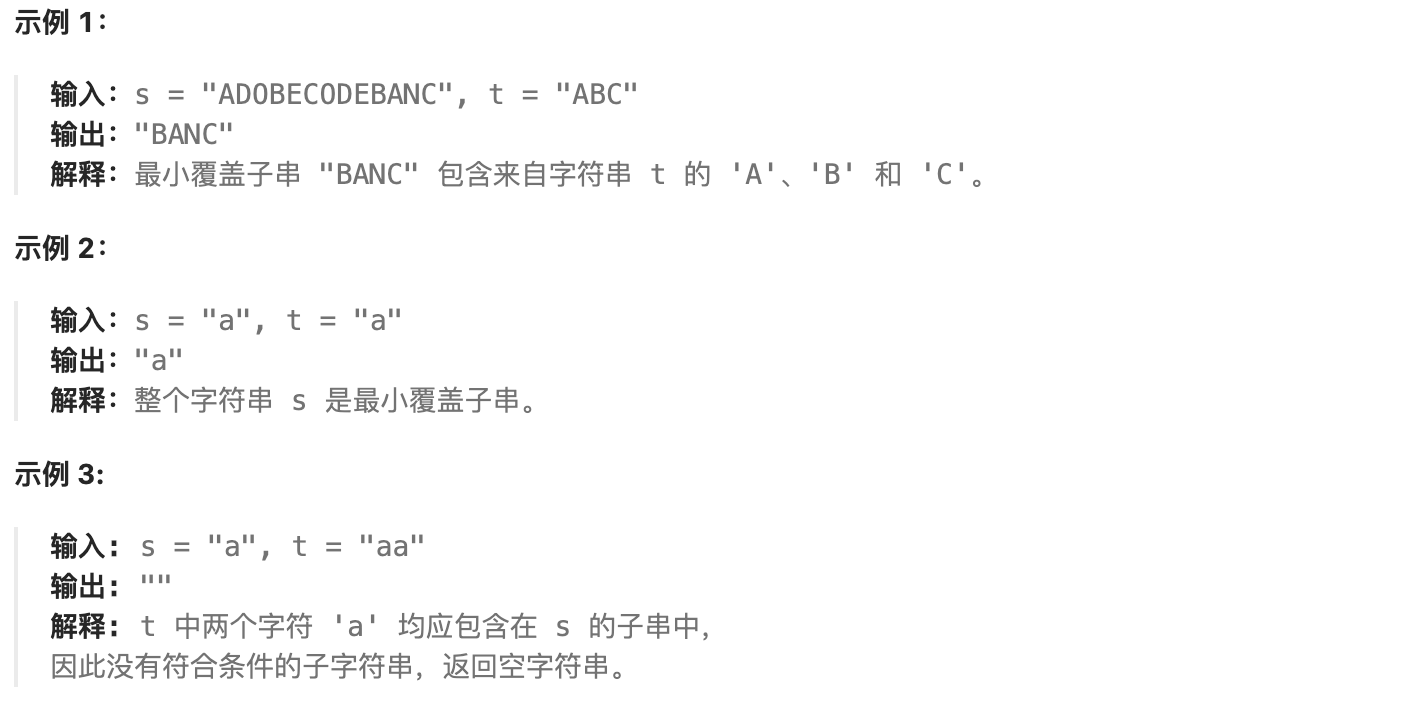 示例 1：
输入：s = "ADOBECODEBANC", t = "ABC"
输出："BANC"
解释：最小覆盖子串 "BANC" 包含来自字符串 t 的 'A'、'B' 和 'C'。
示例 2：
输入：s = "a", t = "a"
输出："a"
解释：整个字符串 s 是最小覆盖子串。
示例 3:
输入: s = "a", t = "aa"
输出: ""
解释: t 中两个字符 'a' 均应包含在 s 的子串中，
因此没有符合条件的子字符串，返回空字符串。